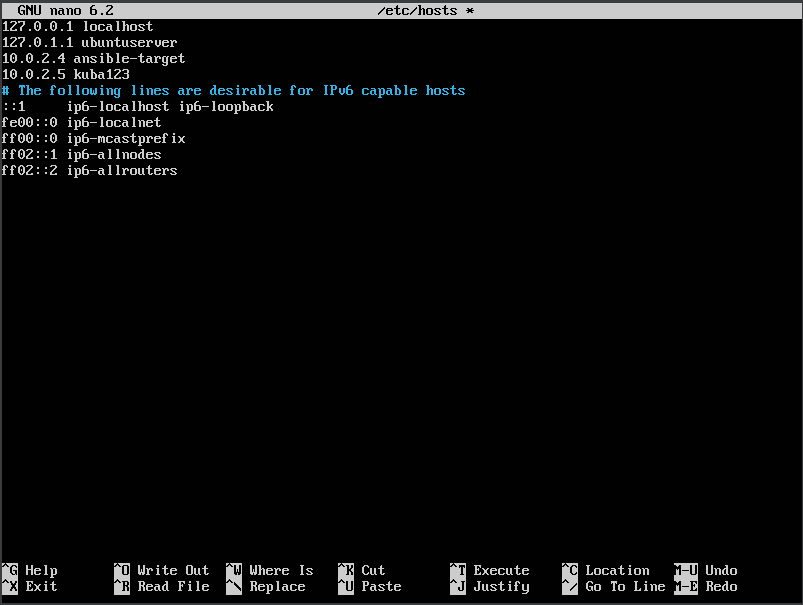 GNU nano 6.2 /etc/hosts *
127.0.0.1 localhost
127.0.1.1 ubuntuserver
10.0.2.4 ansible-target
10.0.2.5 kuba123
# The following lines are desirable for IPv6 capable hosts
::1     ip6-localhost ip6-loopback
fe00::0 ip6-localnet
ff00::0 ip6-mcastprefix
ff02::1 ip6-allnodes
ff02::2 ip6-allrouters
^G Help ^O Write Out ^W Where Is ^K Cut ^T Execute ^C Location M-U Undo
^X Exit ^R Read File ^\ Replace ^U Paste ^J Justify ^/ Go To Line M-E Redo